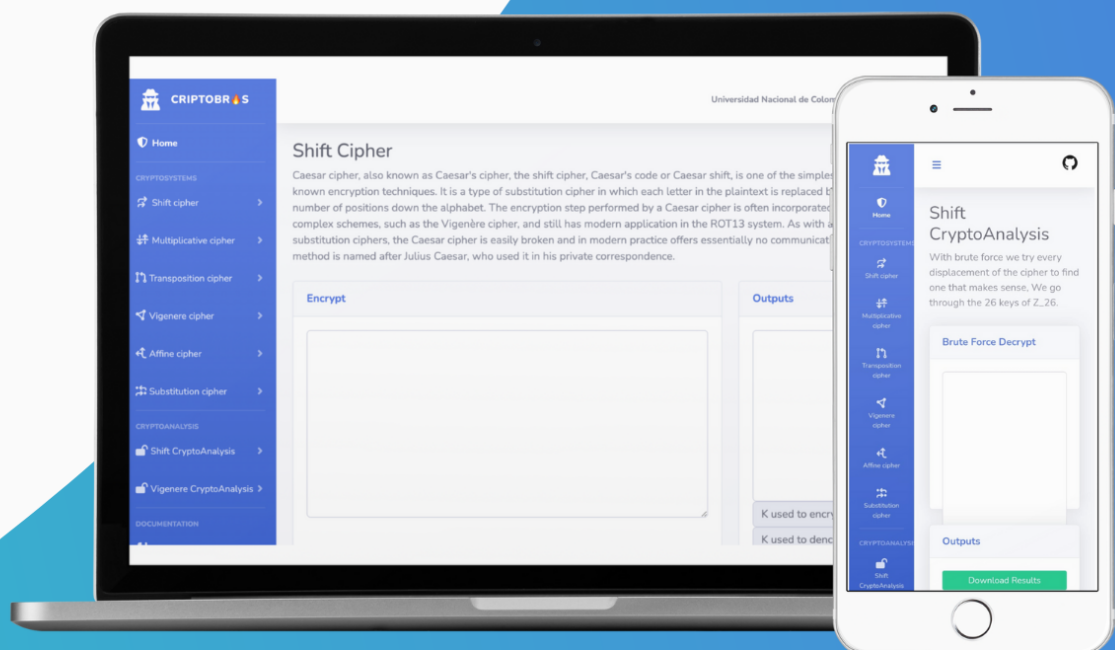 CRIPTOBR🔥S
Home
CRYPTOSYSTEMS
Shift cipher
Multiplicative cipher
Transposition cipher
Vigenere cipher
Affine cipher
Substitution cipher
CRYPTOANALYSIS
Shift CryptoAnalysis
Vigenere CryptoAnalysis
DOCUMENTATION
Universidad Nacional de
Shift Cipher
Caesar cipher, also known as Caesar's cipher, the shift cipher, Caesar's code or Caesar shift, is one of the simples
known encryption techniques. It is a type of substitution cipher in which each letter in the plaintext is replaced
number of positions down the alphabet. The encryption step performed by a Caesar cipher is often incorporated
complex schemes, such as the Vigenère cipher, and still has modern application in the ROT13 system. As with
substitution ciphers, the Caesar cipher is easily broken and in modern practice offers essentially no communicat
method is named after Julius Caesar, who used it in his private correspondence.
Encrypt
Outputs
K used to encry
K used to denc
Home
CRYPTOSYSTEMS
Shift cipher
Multiplicative
cipher
Transposition
cipher
Vigenere
cipher
Affine cipher
Substitution
cipher
CRYPTOANALYS
Shift
CryptoAnalysis
Shift
CryptoAnalysis
With brute force we try every
displacement of the cipher to find
one that makes sense, We go
through the 26 keys of Z_26.
Brute Force Decrypt
Outputs
Download Results